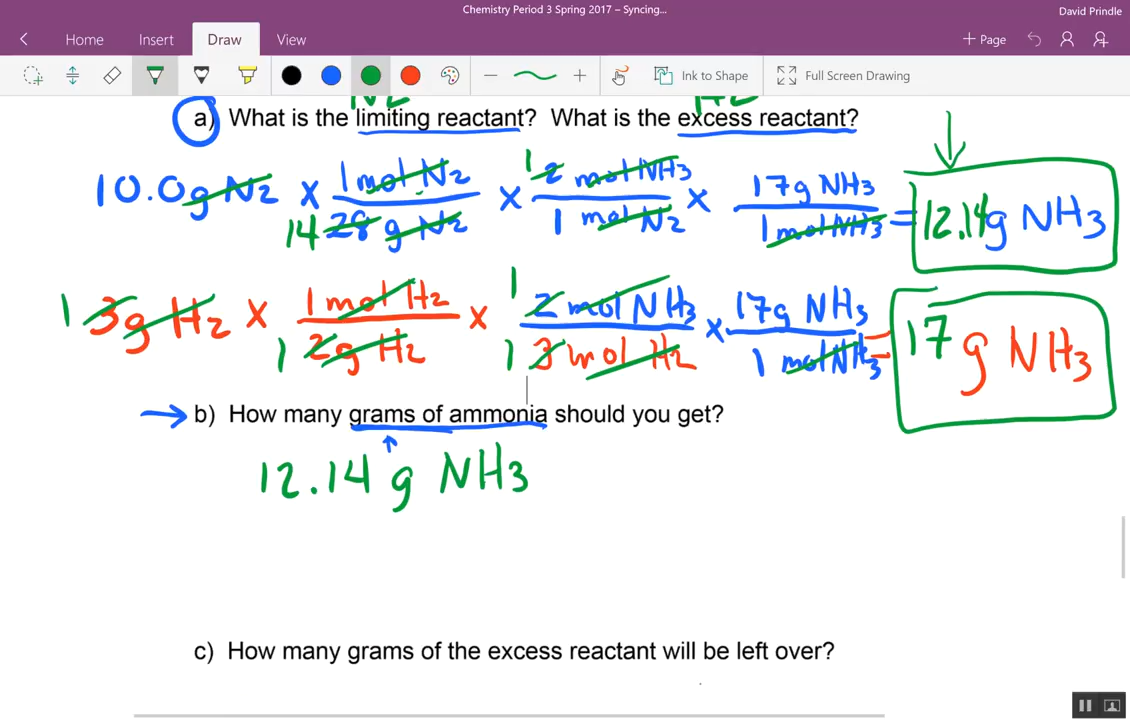 Chemistry Period 3 Spring 2017 – Syncing...
David Prindle
Home Insert Draw View + Page
Ink to Shape Full Screen Drawing
N2 H2
a) What is the limiting reactant? What is the excess reactant?
10.0g N2 x 1 mol N2 / 14 28 g N2 x 1 2 mol NH3 / 1 mol N2 x 17g NH3 / 1 mol NH3 = 12.14g NH3
1 3g H2 x 1 mol H2 / 1 2g H2 x 1 2 mol NH3 / 1 3 mol H2 x 17g NH3 / 1 mol NH3 = 17 g NH3
b) How many grams of ammonia should you get?
12.14 g NH3
c) How many grams of the excess reactant will be left over?